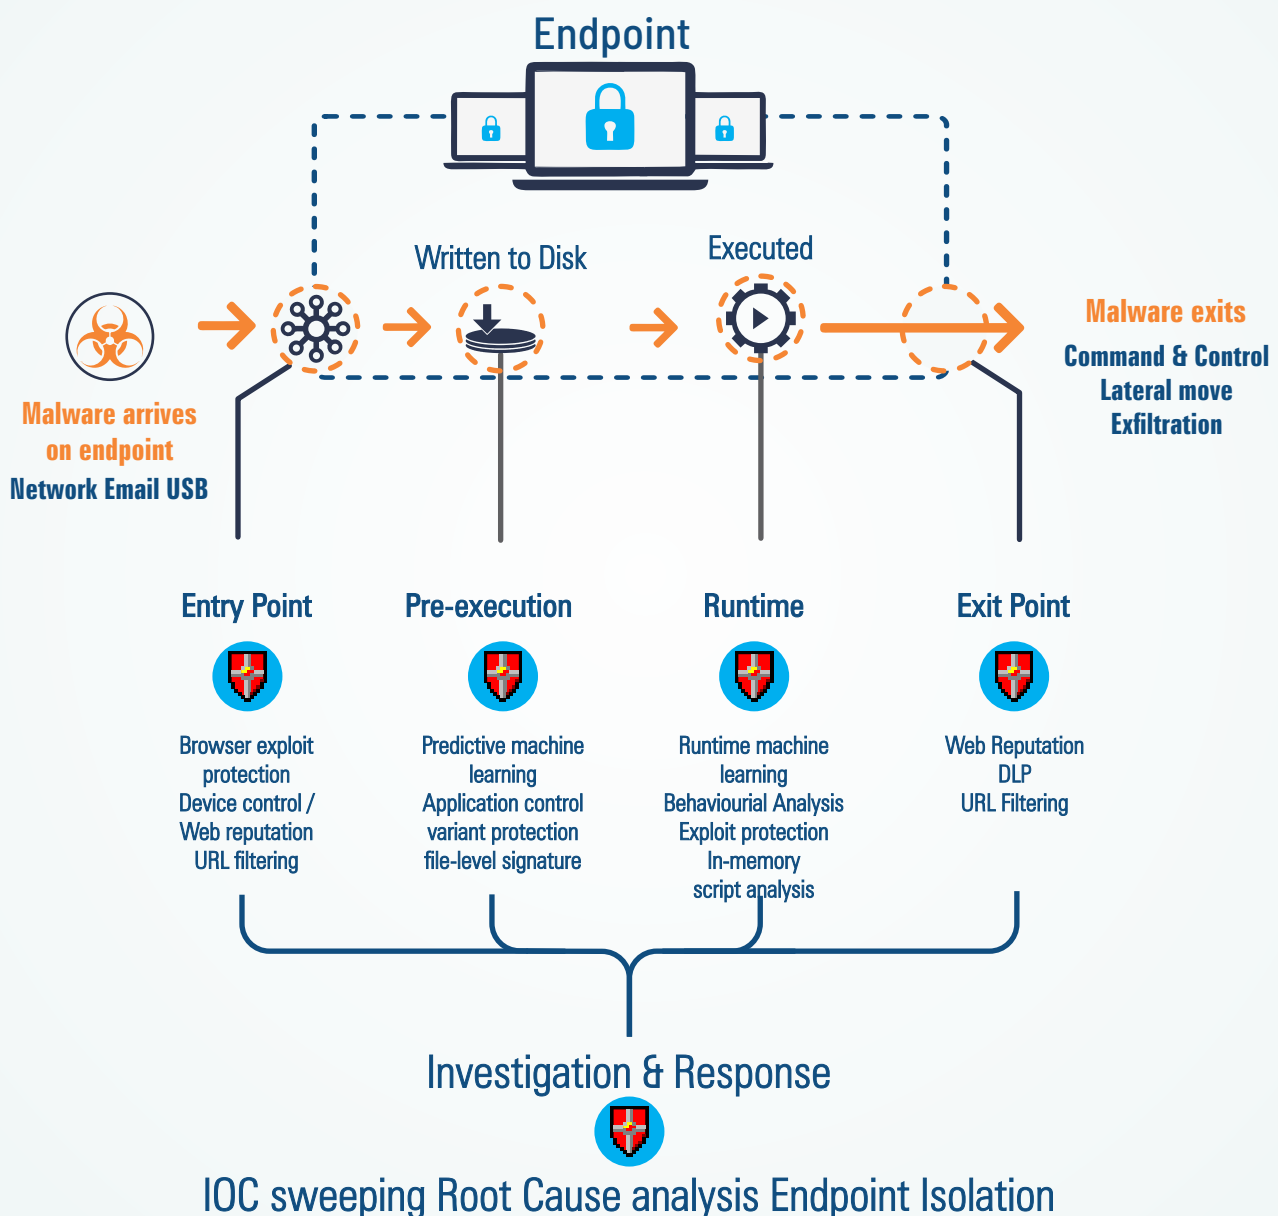 Endpoint
Written to Disk
Executed
Malware arrives
on endpoint
Network Email USB
Malware exits
Command & Control
Lateral move
Exfiltration
Entry Point
Browser exploit
protection
Device control /
Web reputation
URL filtering
Pre-execution
Predictive machine
learning
Application control
variant protection
file-level signature
Runtime
Runtime machine
learning
Behaviourial Analysis
Exploit protection
In-memory
script analysis
Exit Point
Web Reputation
DLP
URL Filtering
Investigation & Response
IOC sweeping Root Cause analysis Endpoint Isolation